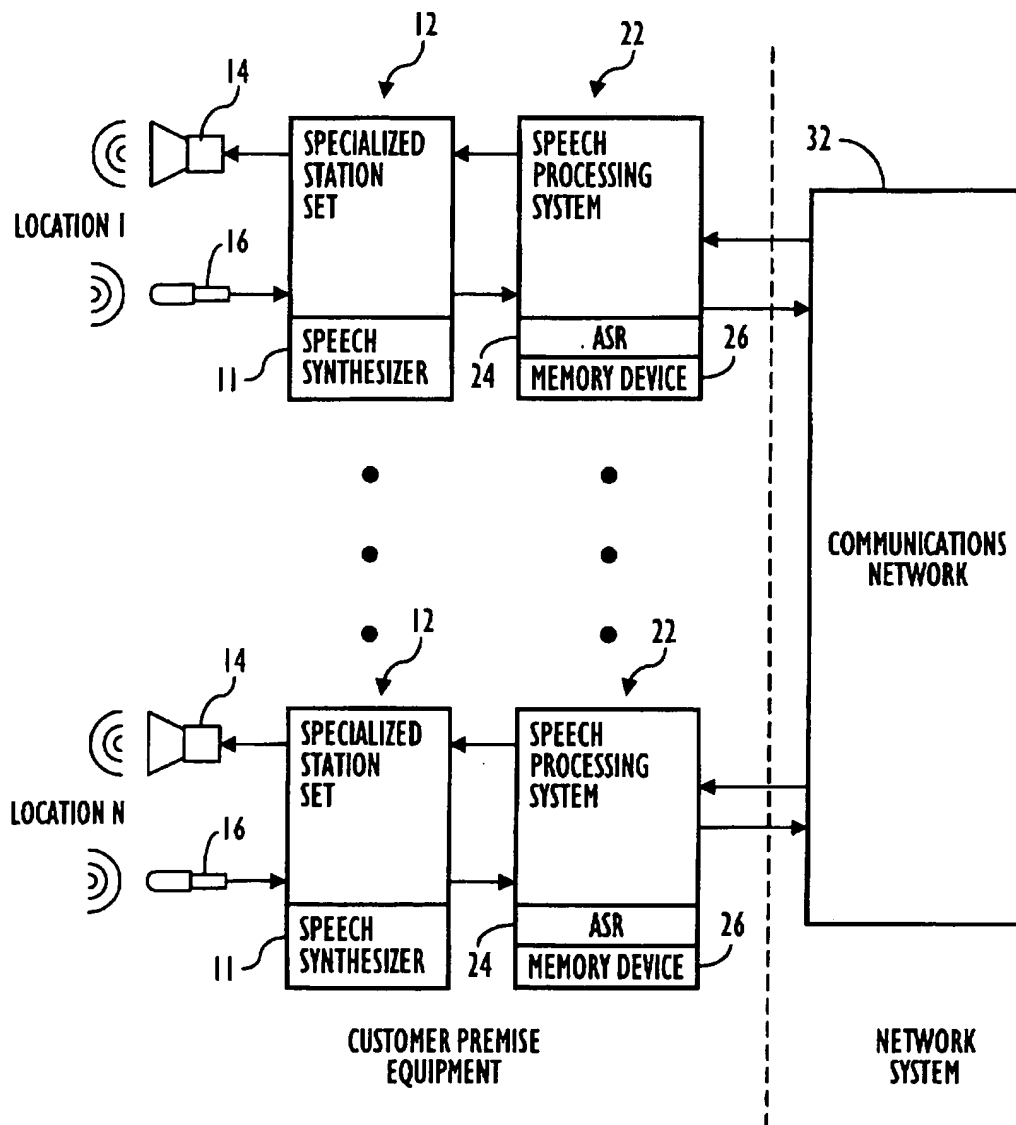 12
22
14
SPECIALIZED
STATION
SET
SPEECH
PROCESSING
SYSTEM
32
LOCATION 1
16
11
SPEECH
SYNTHESIZER
24
ASR
26
MEMORY DEVICE
COMMUNICATIONS
NETWORK
12
22
14
SPECIALIZED
STATION
SET
SPEECH
PROCESSING
SYSTEM
LOCATION N
16
11
SPEECH
SYNTHESIZER
24
ASR
26
MEMORY DEVICE
CUSTOMER PREMISE
EQUIPMENT
NETWORK
SYSTEM